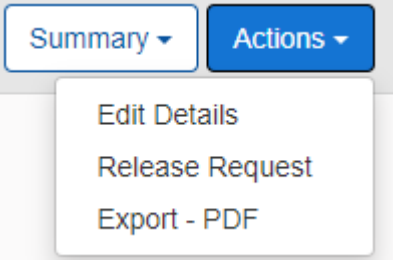 Summary
Actions
Edit Details
Release Request
Export - PDF